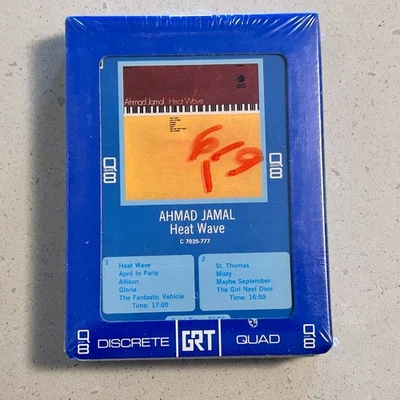 Ahmad Jamal Heat Wave
Q8
AHMAD JAMAL
Heat Wave
C 7035-777
1
Heat Wave
April in Paris
Allison
Gloria
The Fantastic Vehicle
Time: 17:00
2
St. Thomas
Misty
Maybe September
The Girl Next Door
Time: 16:50
Q8
DISCRETE
GRT
QUAD
Q8